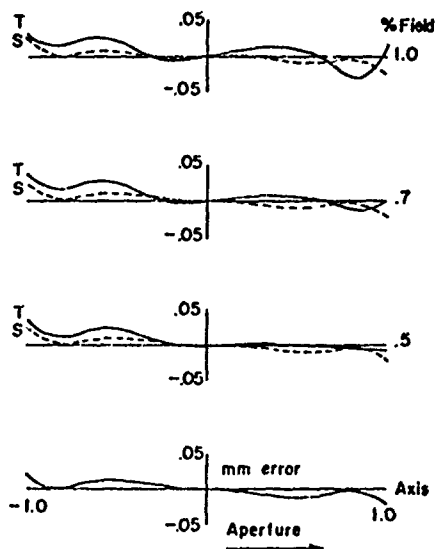 .05 % Field
T
S 1.0
-.05
.05
T
S .7
-.05
.05
T
S .5
-.05
.05 mm error
-1.0 Axis
1.0
-.05 Aperture